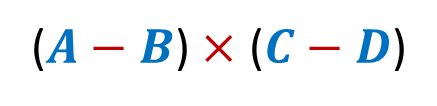 (A − B) × (C − D)